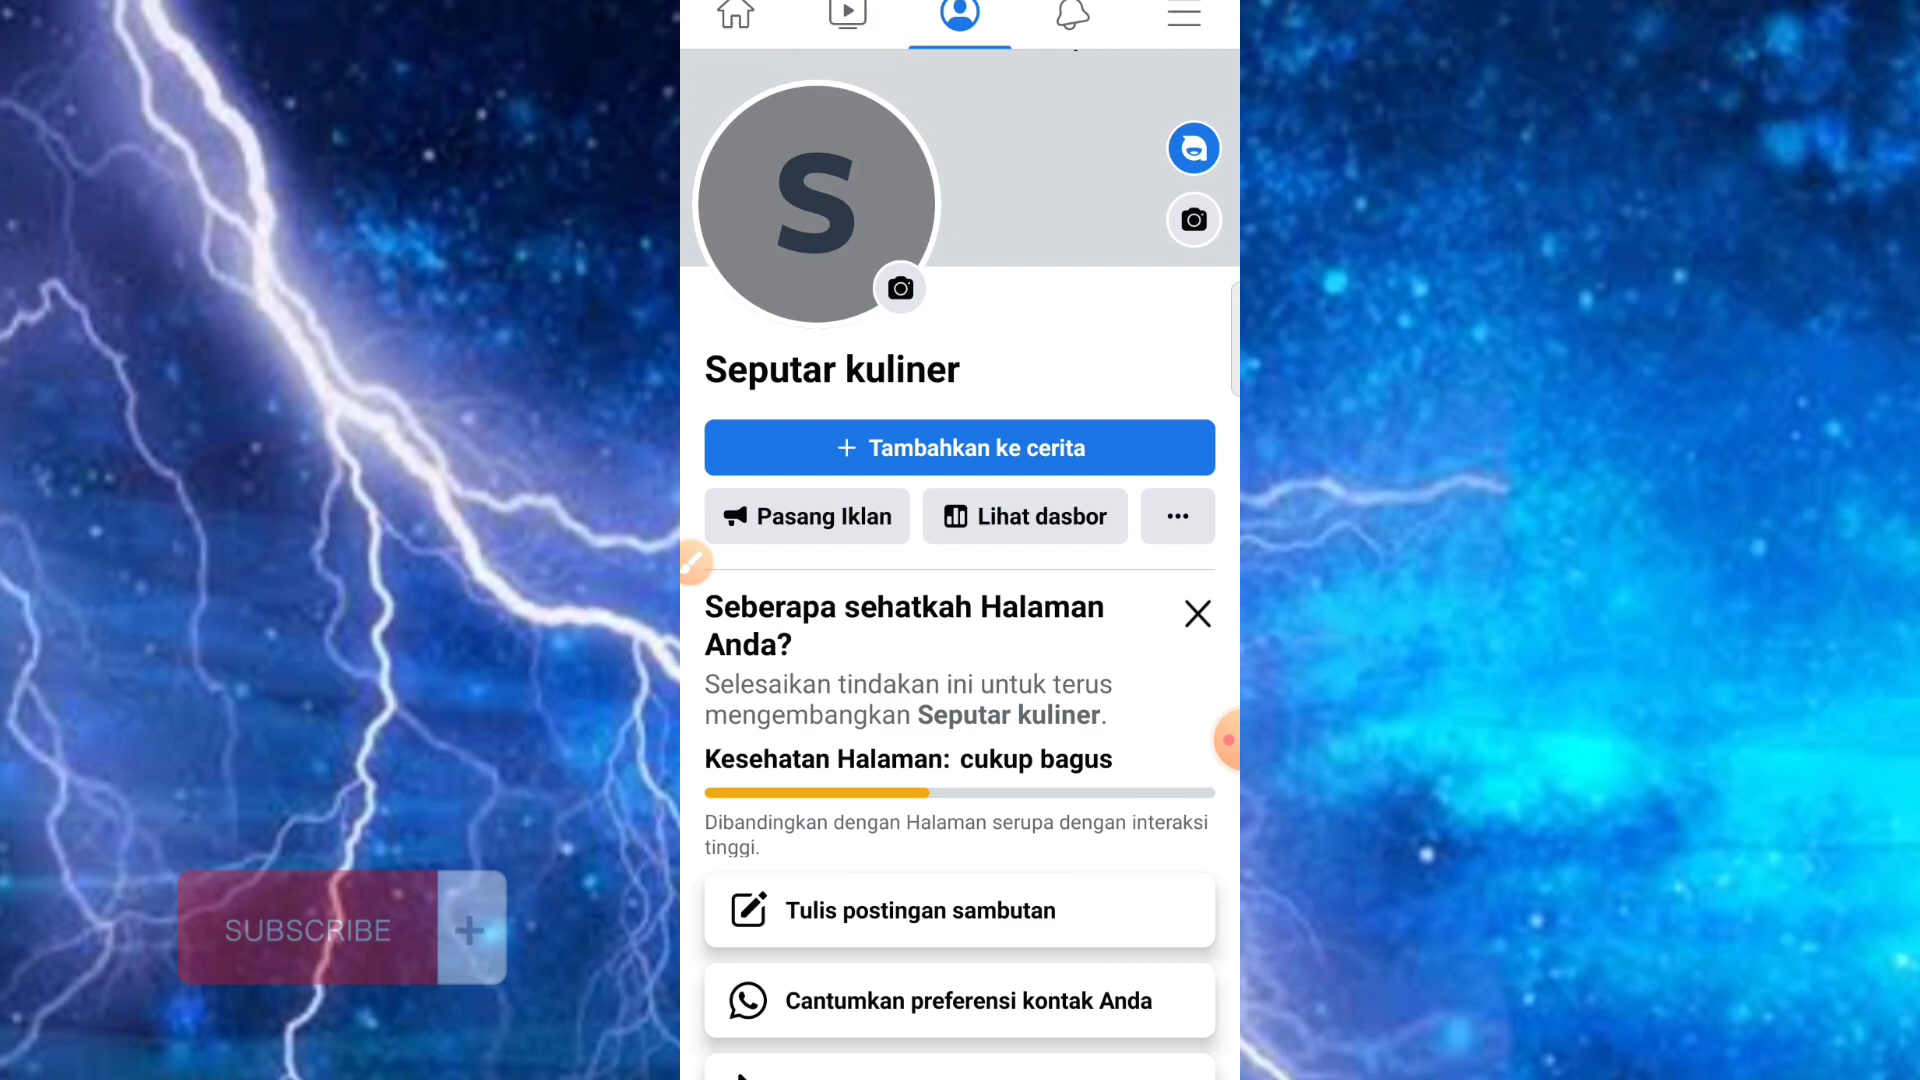 S
Seputar kuliner
+ Tambahkan ke cerita
Pasang Iklan
Lihat dasbor
Seberapa sehatkah Halaman
Anda?
Selesaikan tindakan ini untuk terus
mengembangkan Seputar kuliner.
Kesehatan Halaman: cukup bagus
Dibandingkan dengan Halaman serupa dengan interaksi
tinggi.
Tulis postingan sambutan
Cantumkan preferensi kontak Anda
SUBSCRIBE +